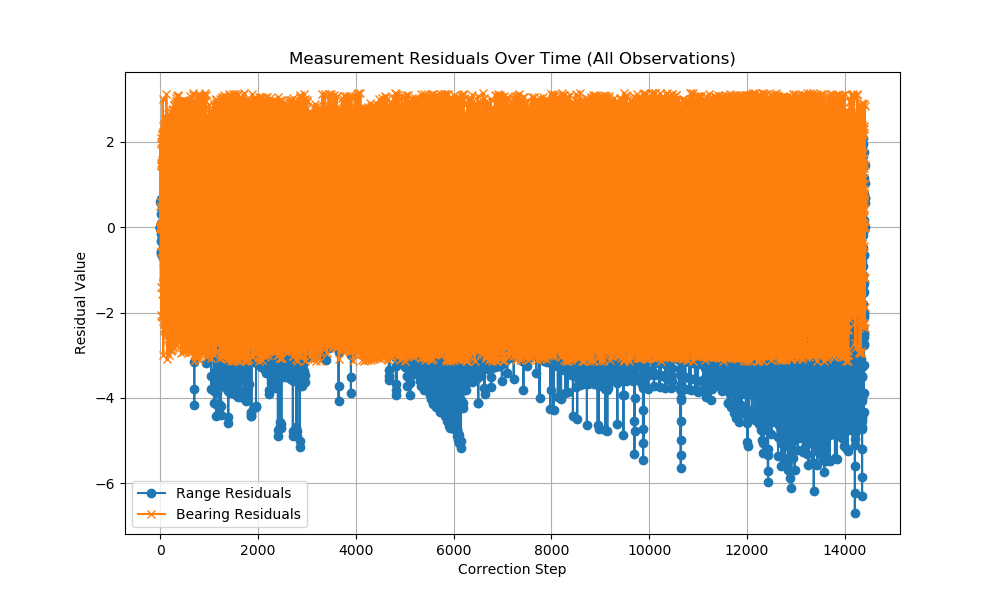 Measurement Residuals Over Time (All Observations)
2
0
−2
−4
−6
Residual Value
Range Residuals
Bearing Residuals
0 2000 4000 6000 8000 10000 12000 14000
Correction Step